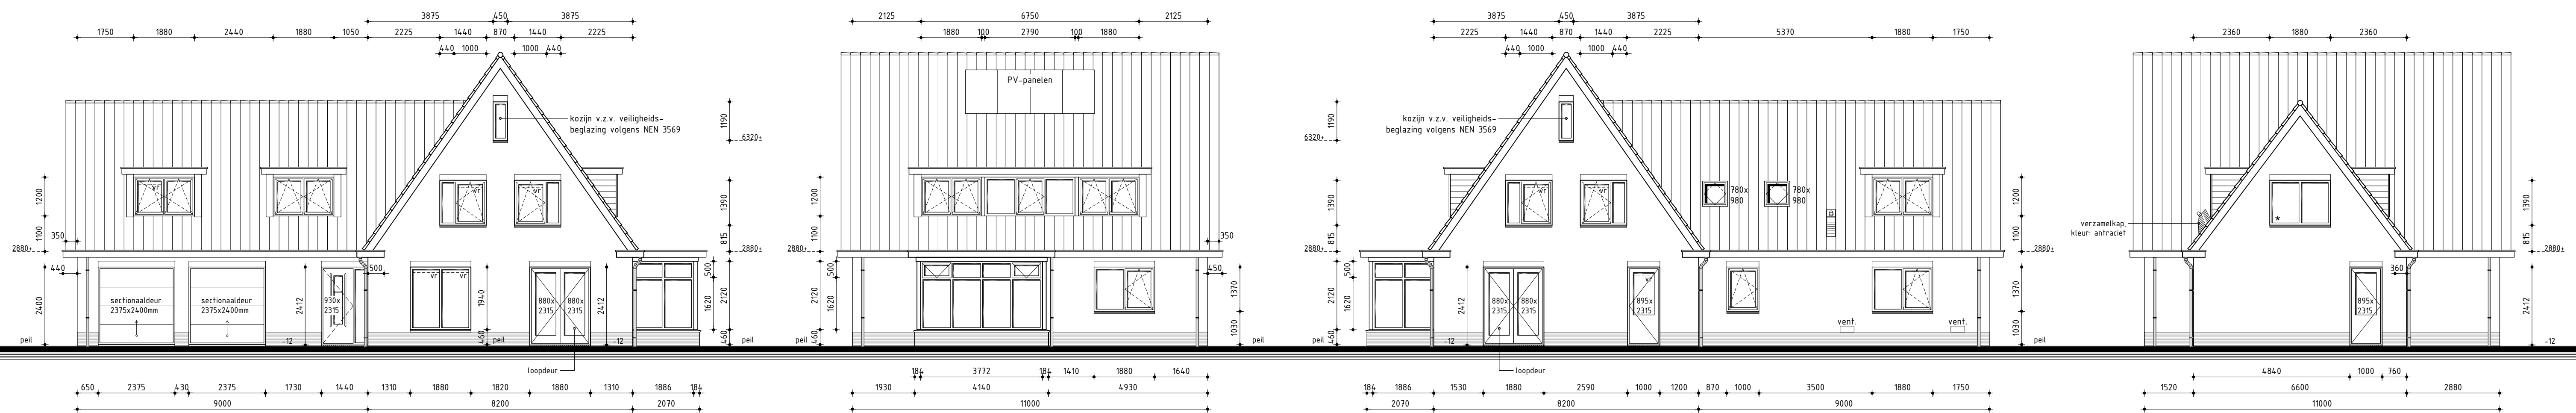 3875 450 3875
1750 1880 2440 1880 1050 2225 1440 870 1440 2225
440 1000 1000 440
kozijn v.z.v. veiligheids-
beglazing volgens NEN 3569
1190
6320+
vr vr
1200 1390
1100 815
350
2880+ 2880+
440 500 500
sectionaaldeur sectionaaldeur
2375x2400mm 2375x2400mm
930x
2315
vr vr
880x 880x
2315 2315
2400 2412 1940 2412 1620 2120
460 460
peil -12 peil -12 peil
loopdeur
650 2375 430 2375 1730 1440 1310 1880 1820 1880 1310 1886 184
9000 8200 2070
2125 6750 2125
1880 100 2790 100 1880
PV-panelen
1200
1100
350
2880+
450
500
2120 1620
1370
1030
460
peil peil
184 3772 184 1410 1880 1640
1930 4140 4930
11000
3875 450 3875
2225 1440 870 1440 2225 5370 1880 1750
440 1000 1000 440
kozijn v.z.v. veiligheids-
beglazing volgens NEN 3569
1190
6320+
vr vr
780x 780x
980 980
1390 1200
815 1100
2880+ 2880+
500
2120 1620
460
2412
880x 880x
2315 2315
vr
895x
2315
1370
1030
vent. vent.
peil -12 peil
loopdeur
184 1886 1530 1880 2590 1000 1200 870 1000 3500 1880 1750
2070 8200 9000
2360 1880 2360
verzamelkap,
kleur: antraciet
*
1390
815
2880+
360
895x
2315
2412
-12
4840 1000 760
1520 6600 2880
11000